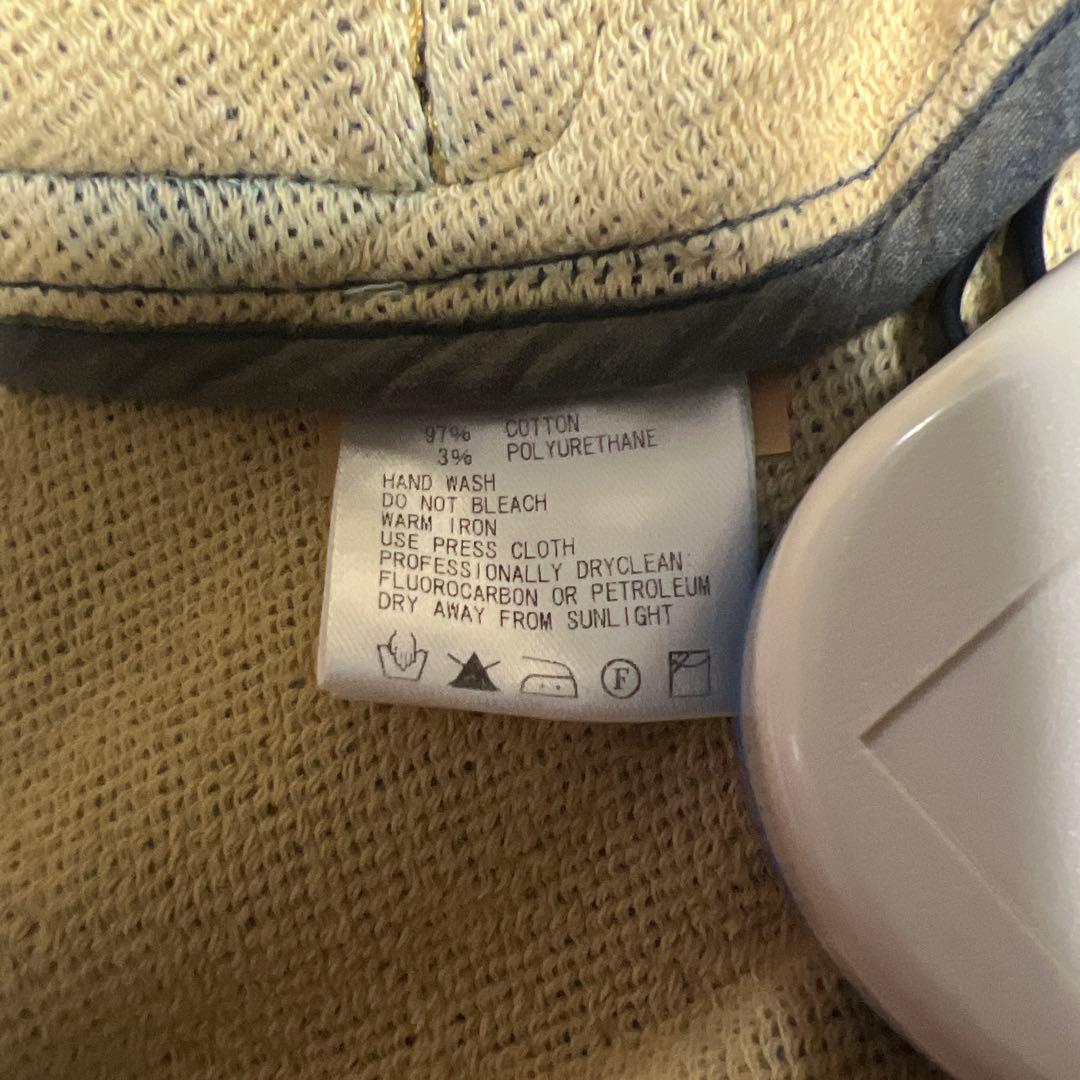 97% COTTON
3% POLYURETHANE
HAND WASH
DO NOT BLEACH
WARM IRON
USE PRESS CLOTH
PROFESSIONALLY DRYCLEAN:
FLUOROCARBON OR PETROLEUM
DRY AWAY FROM SUNLIGHT
F